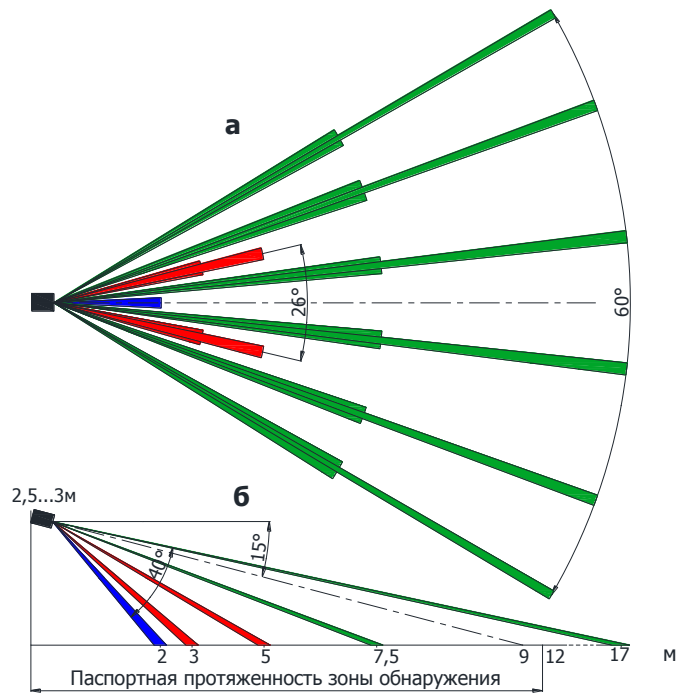 а
26°
60°
2,5...3м
б
15°
40°
2 3 5 7,5 9 12 17 м
Паспортная протяженность зоны обнаружения